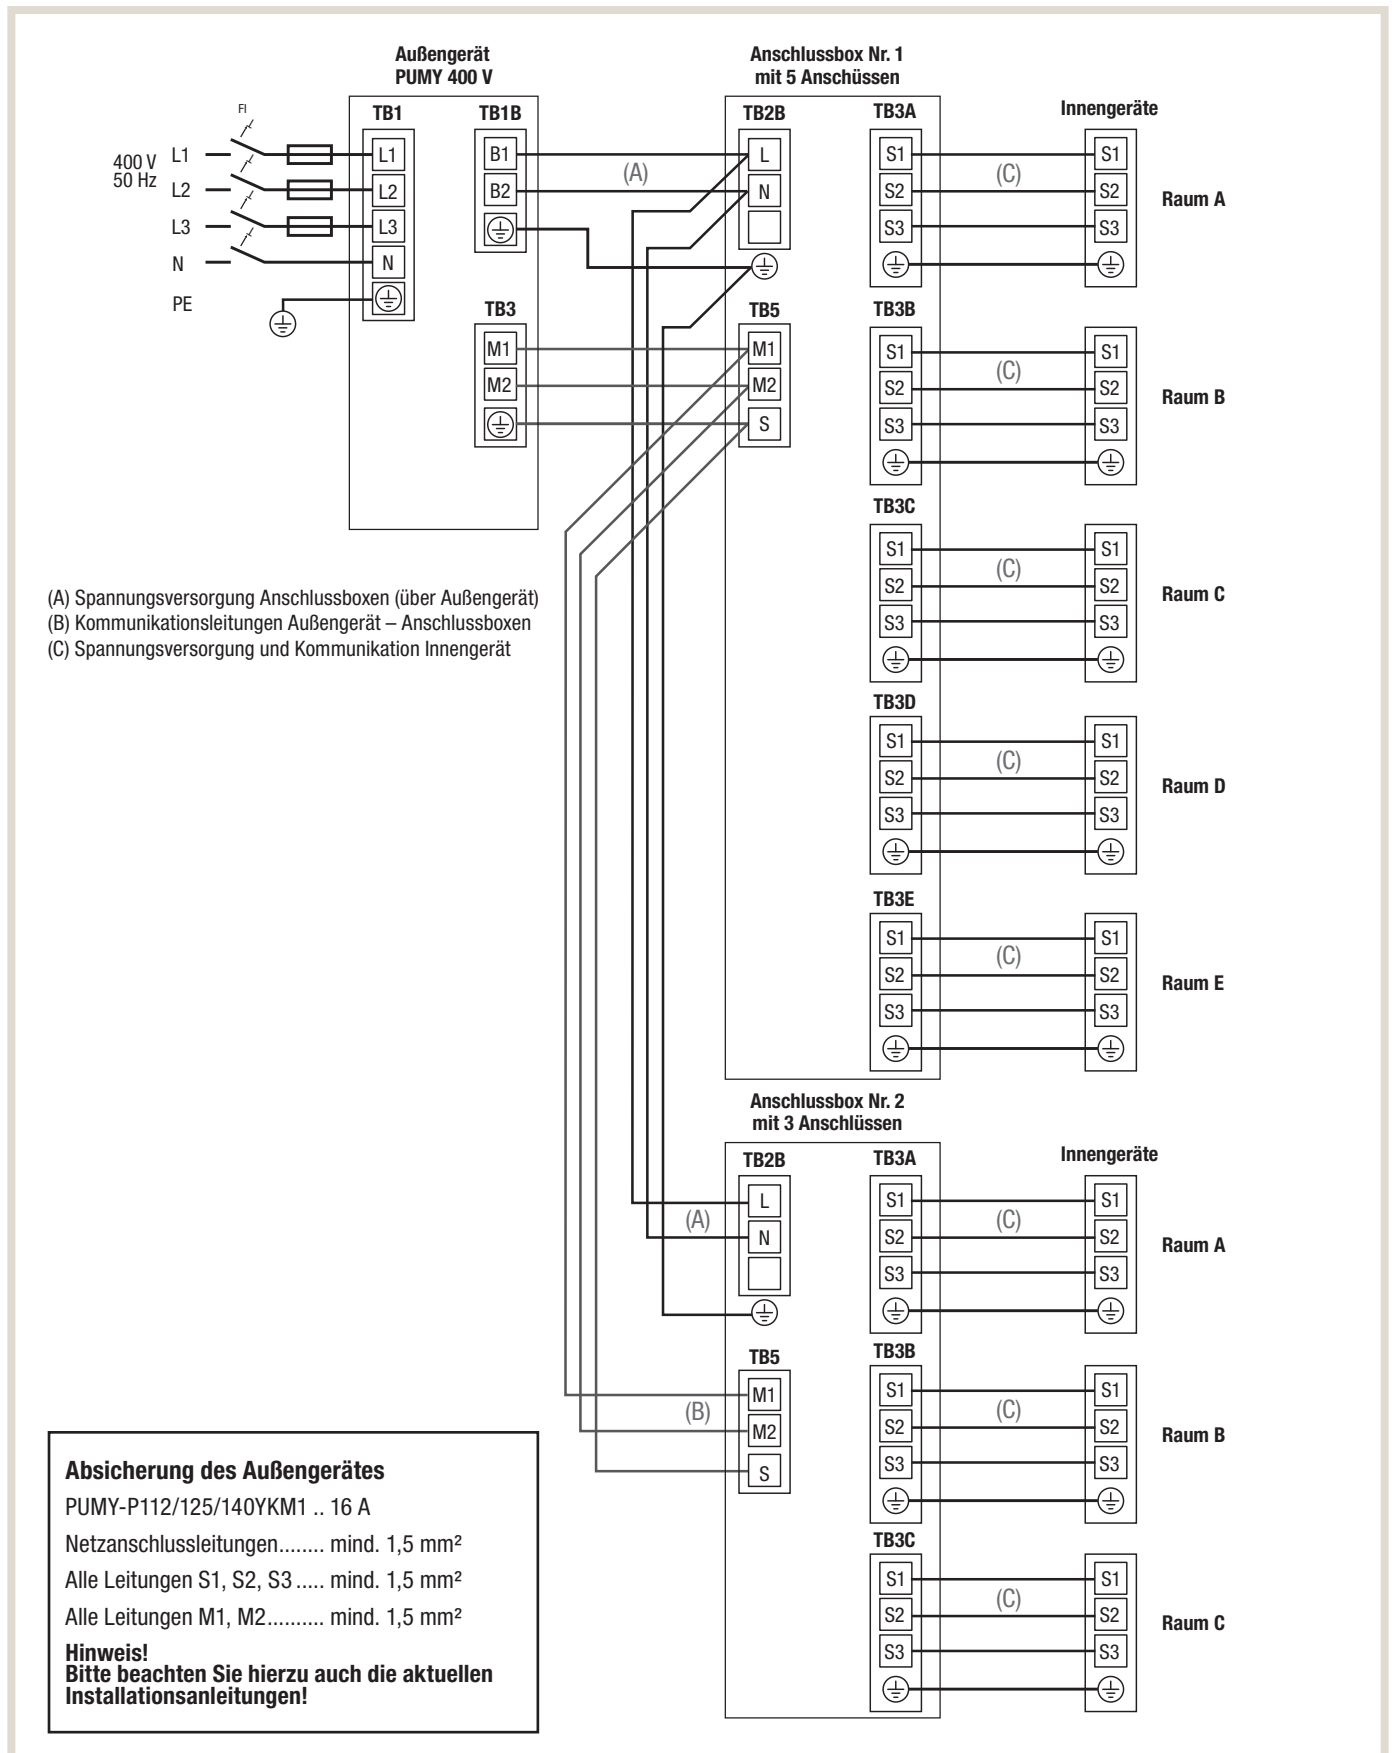 Außengerät
PUMY 400 V
Anschlussbox Nr. 1
mit 5 Anschüssen
FI
TB1
TB1B
TB2B
TB3A
Innengeräte
400 V
50 Hz
L1
L2
L3
N
PE
L1
L2
L3
N
B1
B2
(A)
L
N
S1
S2
S3
(C)
S1
S2
S3
Raum A
TB3
M1
M2
TB5
M1
M2
S
TB3B
S1
S2
S3
(C)
S1
S2
S3
Raum B
TB3C
S1
S2
S3
(C)
S1
S2
S3
Raum C
(A) Spannungsversorgung Anschlussboxen (über Außengerät)
(B) Kommunikationsleitungen Außengerät – Anschlussboxen
(C) Spannungsversorgung und Kommunikation Innengerät
TB3D
S1
S2
S3
(C)
S1
S2
S3
Raum D
TB3E
S1
S2
S3
(C)
S1
S2
S3
Raum E
Anschlussbox Nr. 2
mit 3 Anschlüssen
TB2B
TB3A
Innengeräte
(A)
L
N
S1
S2
S3
(C)
S1
S2
S3
Raum A
TB5
(B)
M1
M2
S
TB3B
S1
S2
S3
(C)
S1
S2
S3
Raum B
TB3C
S1
S2
S3
(C)
S1
S2
S3
Raum C
Absicherung des Außengerätes
PUMY-P112/125/140YKM1 .. 16 A
Netzanschlussleitungen........ mind. 1,5 mm²
Alle Leitungen S1, S2, S3 ..... mind. 1,5 mm²
Alle Leitungen M1, M2.......... mind. 1,5 mm²
Hinweis!
Bitte beachten Sie hierzu auch die aktuellen
Installationsanleitungen!